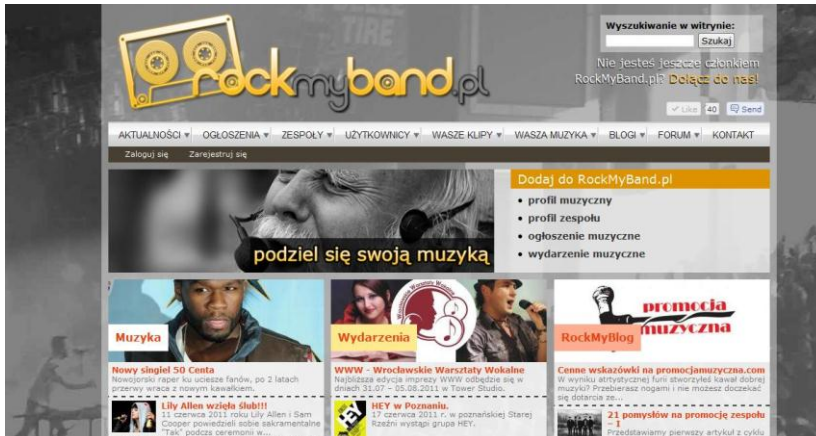 Wyszukiwanie w witrynie:
Szukaj
rockmyband.pl
Nie jesteś jeszcze członkiem
RockMyBand.pl? Dołącz do nas!
Like 40 Send
AKTUALNOŚCI OGŁOSZENIA ZESPOŁY UŻYTKOWNICY WASZE KLIPY WASZA MUZYKA BLOGI FORUM KONTAKT
Zaloguj się Zarejestruj się
podziel się swoją muzyką
Dodaj do RockMyBand.pl
profil muzyczny
profil zespołu
ogłoszenie muzyczne
wydarzenie muzyczne
Muzyka
Nowy singiel 50 Centa
Nowojorski raper ku uciesze fanów, po 2 latach
przerwy wraca z nowym kawałkiem.
Lily Allen wzięła ślub!!!
11 czerwca 2011 roku Lily Allen i Sam
Cooper powiedzieli sobie sakramentalne
"Tak" podczas ceremonii w...
Wydarzenia
WWW - Wrocławskie Warsztaty Wokalne
Najbliższa edycja imprezy WWW odbędzie się w
dniach 31.07 - 05.08.2011 w Tower Studio.
HEY
HEY w Poznaniu.
17 czerwca 2011 r. w poznańskiej Starej
Rzeźni wystąpi grupa HEY.
promocja
muzyczna
RockMyBlog
Cenne wskazówki na promocjamuzyczna.com
W wyniku atrtystycznej furii stworzyłeś kawał dobrej
muzyki? Przebierasz nogami i nie możesz doczekać
się dotarcia ze...
21 pomysłów na promocję zespołu
- I
Przedstawiamy pierwszy artykuł z cyklu